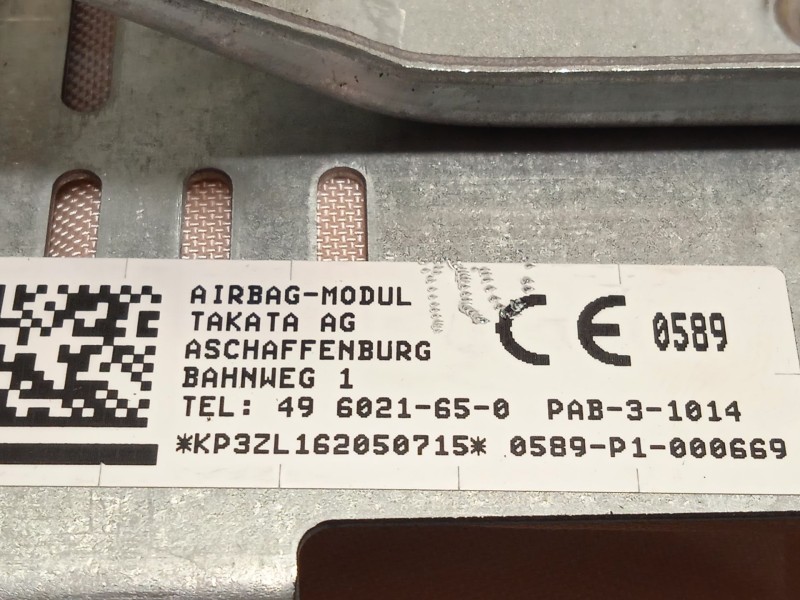 AIRBAG-MODUL
TAKATA AG
ASCHAFFENBURG
BAHNWEG 1
TEL: 49 6021-65-0 PAB-3-1014
*KP3ZL162050715* 0589-P1-000669
CE 0589